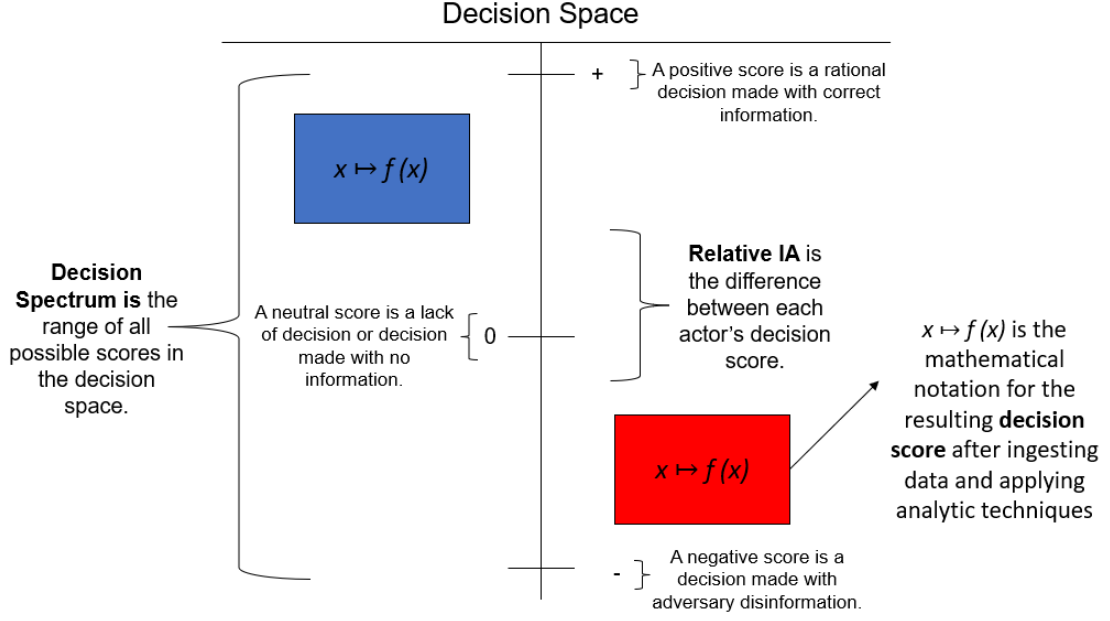 Decision Space
+
A positive score is a rational
decision made with correct
information.
x ↦ f (x)
Decision
Spectrum is the
range of all
possible scores in
the decision
space.
A neutral score is a lack
of decision or decision
made with no
information.
0
Relative IA is
the difference
between each
actor’s decision
score.
x ↦ f (x) is the
mathematical
notation for the
resulting decision
score after ingesting
data and applying
analytic techniques
x ↦ f (x)
-
A negative score is a
decision made with
adversary disinformation.